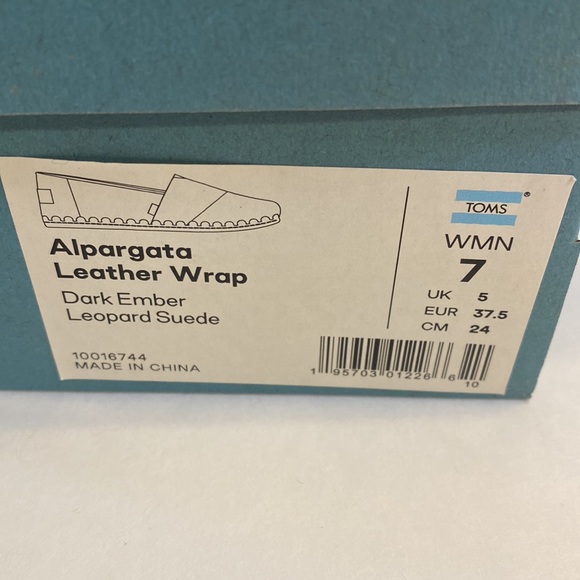 Alpargata
Leather Wrap
Dark Ember
Leopard Suede
10016744
MADE IN CHINA
TOMS®
WMN
7
UK 5
EUR 37.5
CM 24
1 95703 01226 6
10